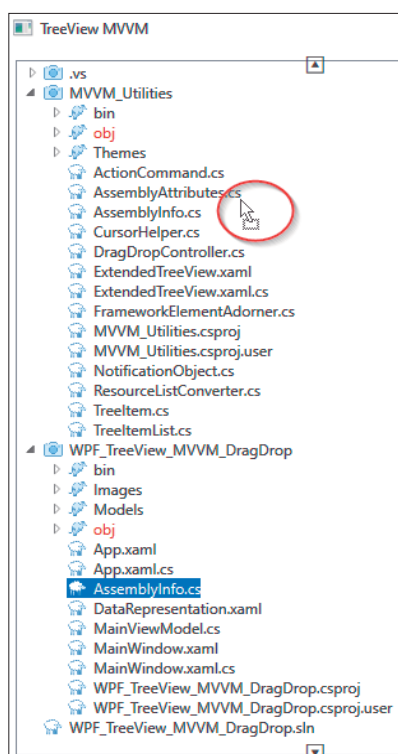 TreeView MVVM
.vs
MVVM_Utilities
bin
obj
Themes
ActionCommand.cs
AssemblyAttributes.cs
AssemblyInfo.cs
CursorHelper.cs
DragDropController.cs
ExtendedTreeView.xaml
ExtendedTreeView.xaml.cs
FrameworkElementAdorner.cs
MVVM_Utilities.csproj
MVVM_Utilities.csproj.user
NotificationObject.cs
ResourceListConverter.cs
TreeItem.cs
TreeItemList.cs
WPF_TreeView_MVVM_DragDrop
bin
Images
Models
obj
App.xaml
App.xaml.cs
AssemblyInfo.cs
DataRepresentation.xaml
MainViewModel.cs
MainWindow.xaml
MainWindow.xaml.cs
WPF_TreeView_MVVM_DragDrop.csproj
WPF_TreeView_MVVM_DragDrop.csproj.user
WPF_TreeView_MVVM_DragDrop.sln